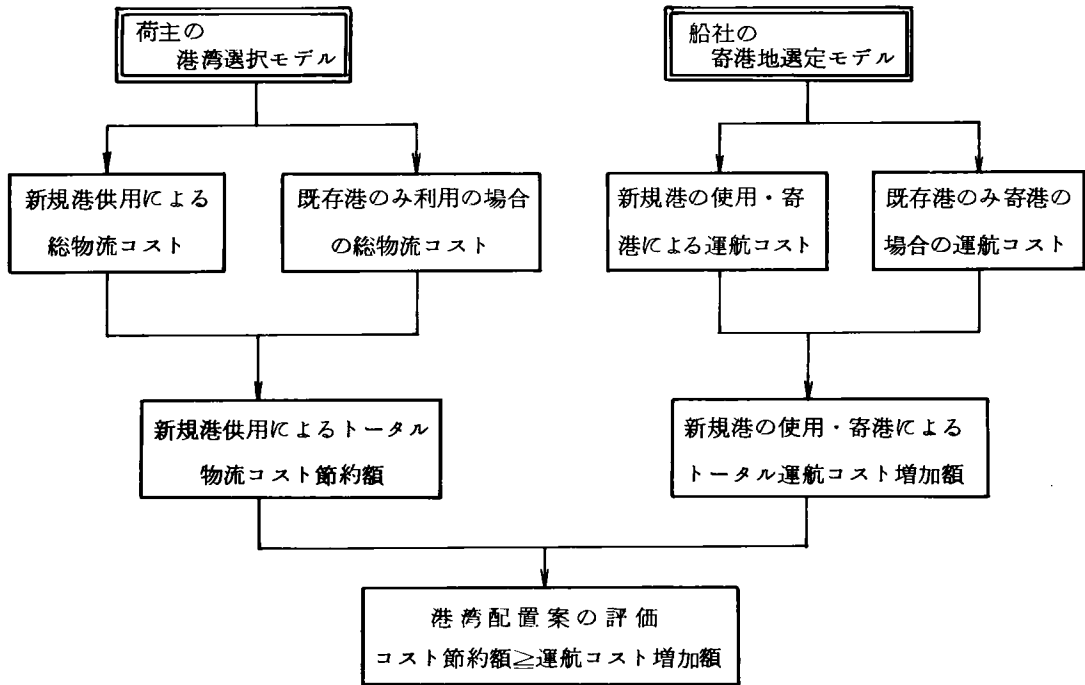 荷主の
港湾選択モデル
船社の
寄港地選定モデル
新規港供用による
総物流コスト
既存港のみ利用の場合
の総物流コスト
新規港の使用・寄
港による運航コスト
既存港のみ寄港の
場合の運航コスト
新規港供用によるトータル
物流コスト節約額
新規港の使用・寄港による
トータル運航コスト増加額
港湾配置案の評価
コスト節約額≧運航コスト増加額